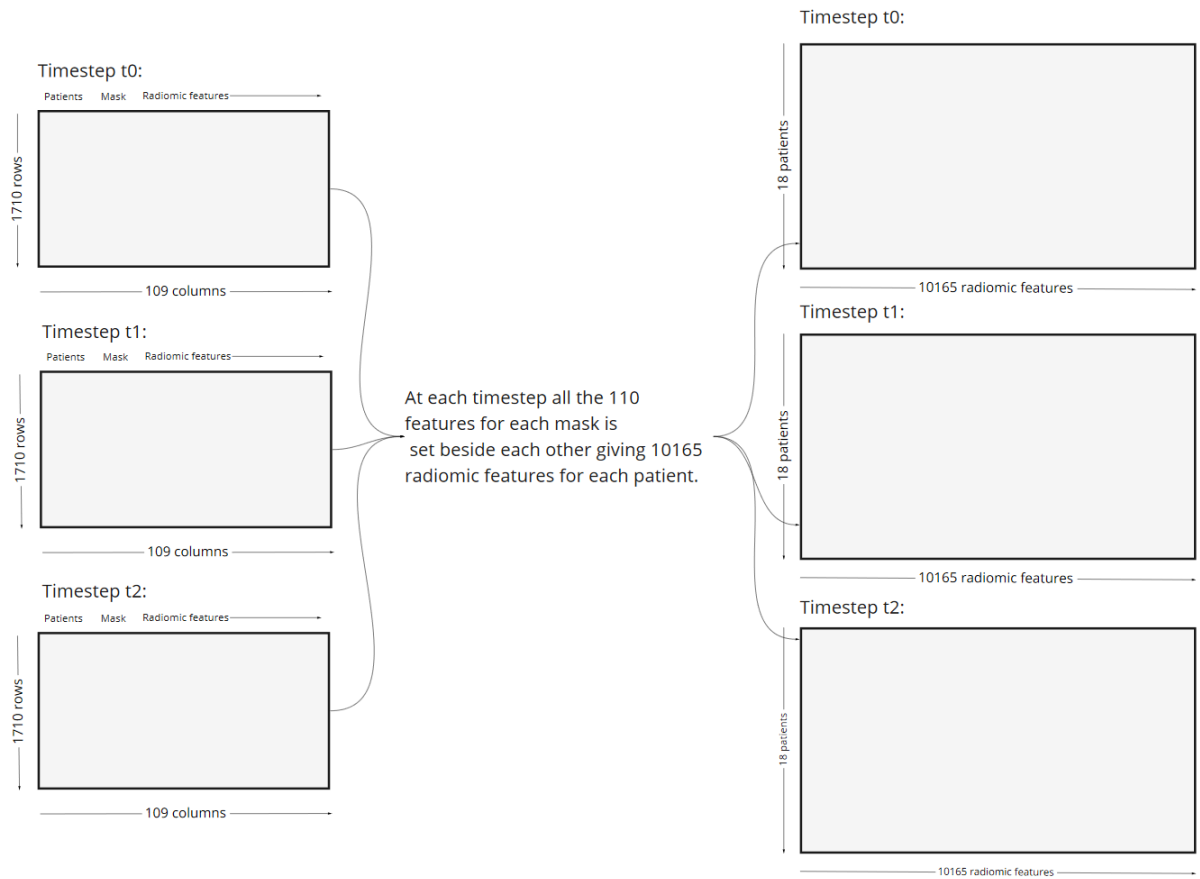 Timestep t0:
Patients Mask Radiomic features
1710 rows
109 columns
Timestep t1:
Patients Mask Radiomic features
1710 rows
109 columns
Timestep t2:
Patients Mask Radiomic features
1710 rows
109 columns
At each timestep all the 110
features for each mask is
set beside each other giving 10165
radiomic features for each patient.
Timestep t0:
18 patients
10165 radiomic features
Timestep t1:
18 patients
10165 radiomic features
Timestep t2:
18 patients
10165 radiomic features